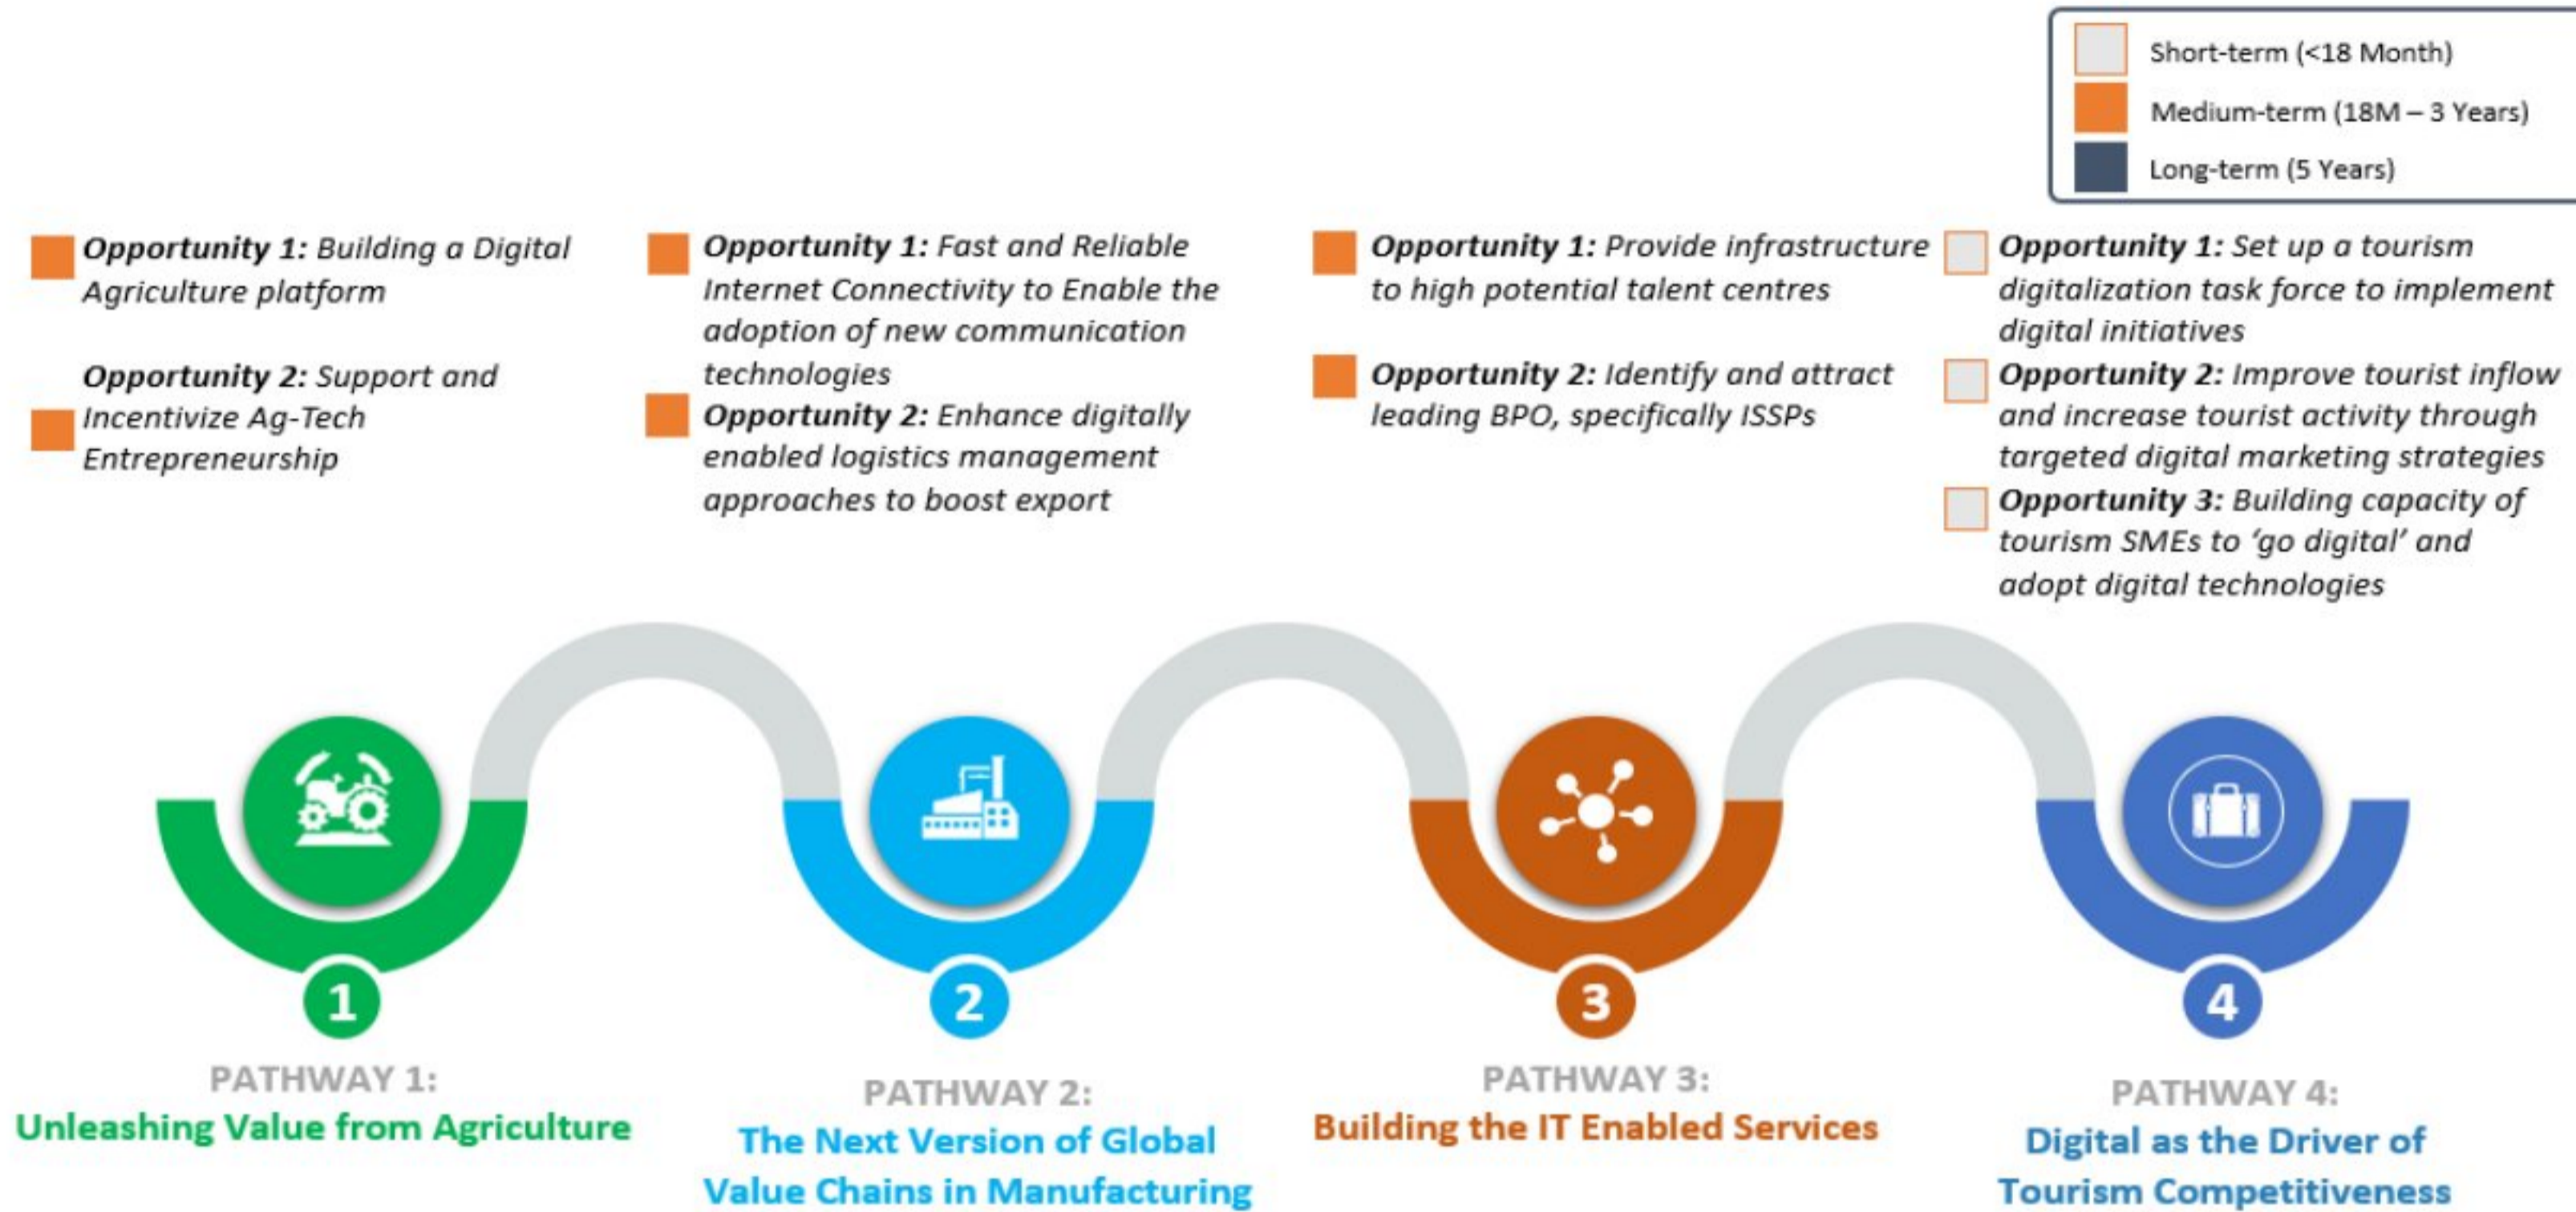 Short-term (<18 Month)
Medium-term (18M – 3 Years)
Long-term (5 Years)
Opportunity 1: Building a Digital
Agriculture platform
Opportunity 2: Support and
Incentivize Ag-Tech
Entrepreneurship
Opportunity 1: Fast and Reliable
Internet Connectivity to Enable the
adoption of new communication
technologies
Opportunity 2: Enhance digitally
enabled logistics management
approaches to boost export
Opportunity 1: Provide infrastructure
to high potential talent centres
Opportunity 2: Identify and attract
leading BPO, specifically ISSPs
Opportunity 1: Set up a tourism
digitalization task force to implement
digital initiatives
Opportunity 2: Improve tourist inflow
and increase tourist activity through
targeted digital marketing strategies
Opportunity 3: Building capacity of
tourism SMEs to ‘go digital’ and
adopt digital technologies
1
PATHWAY 1:
Unleashing Value from Agriculture
2
PATHWAY 2:
The Next Version of Global
Value Chains in Manufacturing
3
PATHWAY 3:
Building the IT Enabled Services
4
PATHWAY 4:
Digital as the Driver of
Tourism Competitiveness